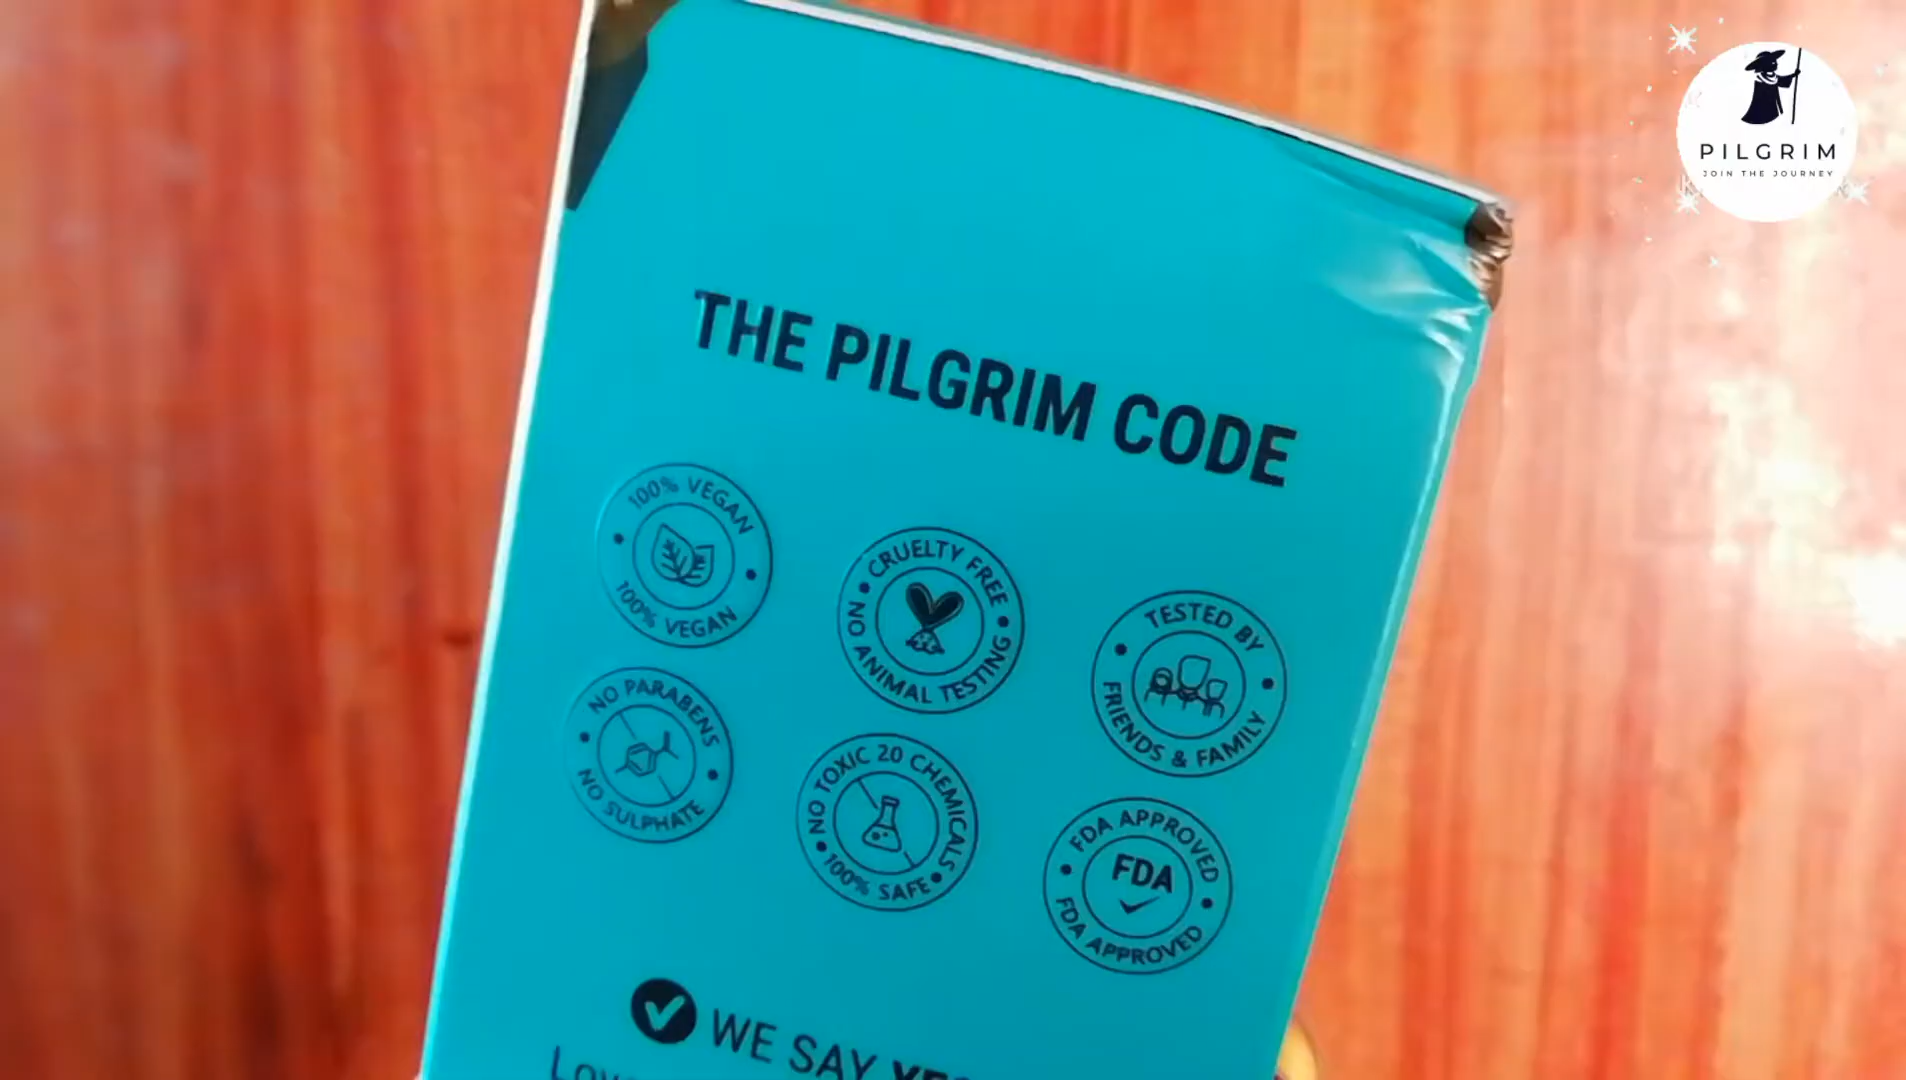 PILGRIM
JOIN THE JOURNEY
THE PILGRIM CODE
100% VEGAN
100% VEGAN
CRUELTY FREE
NO ANIMAL TESTING
TESTED BY
FRIENDS & FAMILY
NO PARABENS
NO SULPHATE
NO TOXIC 20 CHEMICALS
100% SAFE
FDA APPROVED
FDA
FDA APPROVED
WE SAY